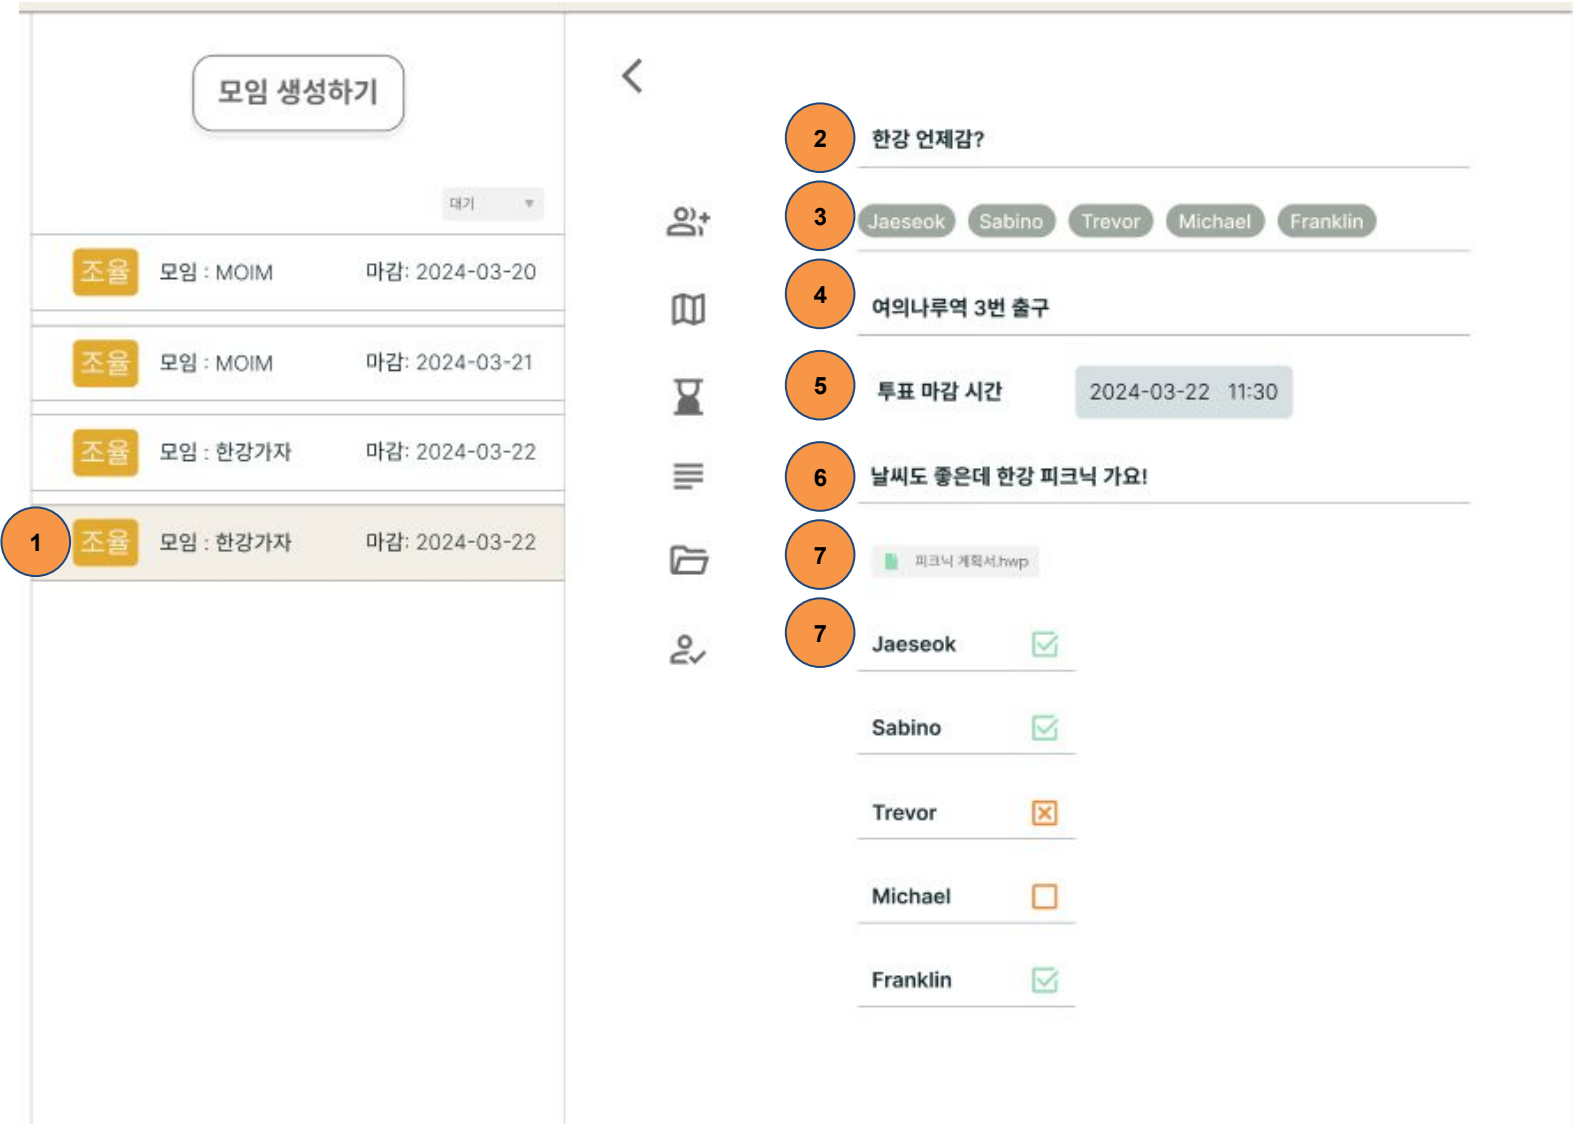 모임 생성하기
대기
조율 모임 : MOIM 마감: 2024-03-20
조율 모임 : MOIM 마감: 2024-03-21
조율 모임 : 한강가자 마감: 2024-03-22
1 조율 모임 : 한강가자 마감: 2024-03-22
2 한강 언제감?
3 Jaeseok Sabino Trevor Michael Franklin
4 여의나루역 3번 출구
5 투표 마감 시간 2024-03-22 11:30
6 날씨도 좋은데 한강 피크닉 가요!
7 피크닉 계획서.hwp
7 Jaeseok
Sabino
Trevor
Michael
Franklin